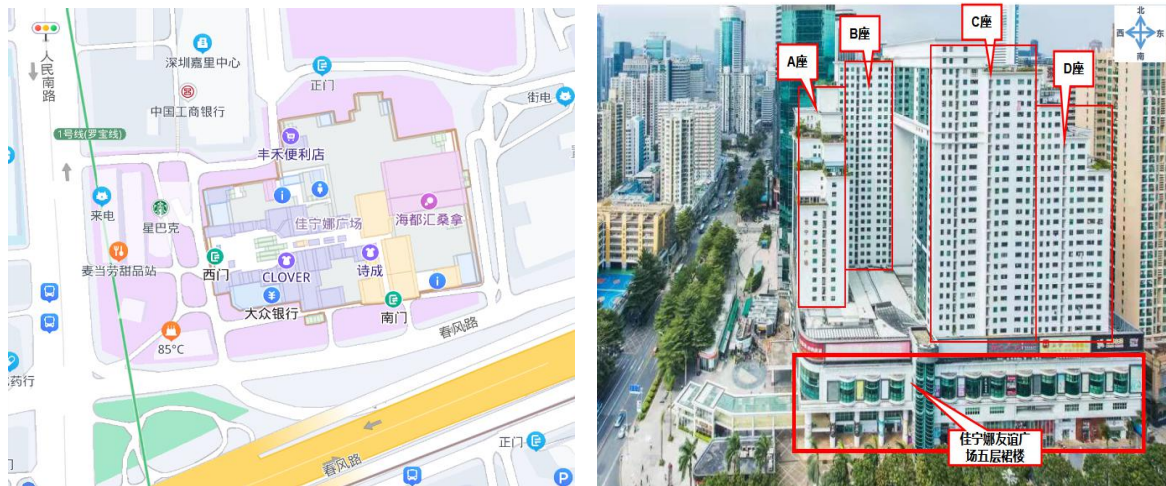 人民南路
深圳嘉里中心
中国工商银行
正门
街电
1号线(罗宝线)
丰禾便利店
来电
星巴克
佳宁娜广场
海都汇桑拿
麦当劳甜品站
西门
CLOVER
诗成
大众银行
南门
85°C
春风路
药行
春风路
正门
P
A座
B座
C座
D座
北
西
东
南
佳宁娜友谊广
场五层裙楼